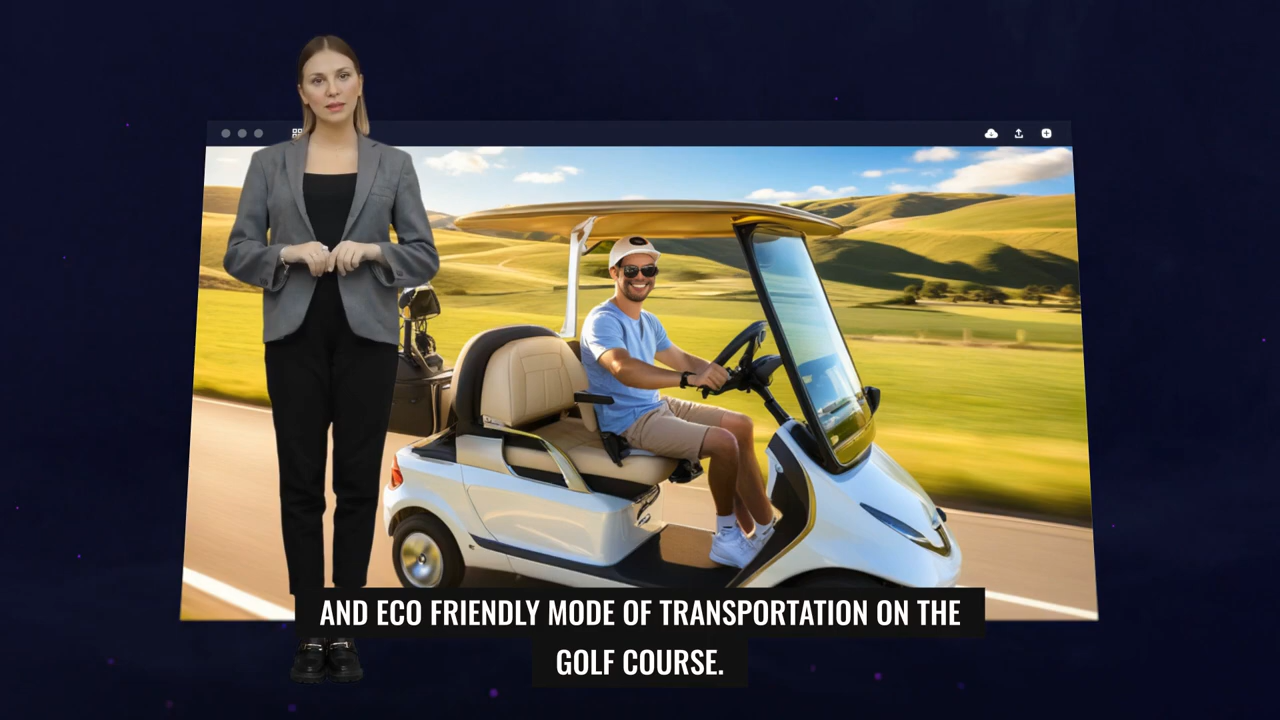 AND ECO FRIENDLY MODE OF TRANSPORTATION ON THE
GOLF COURSE.